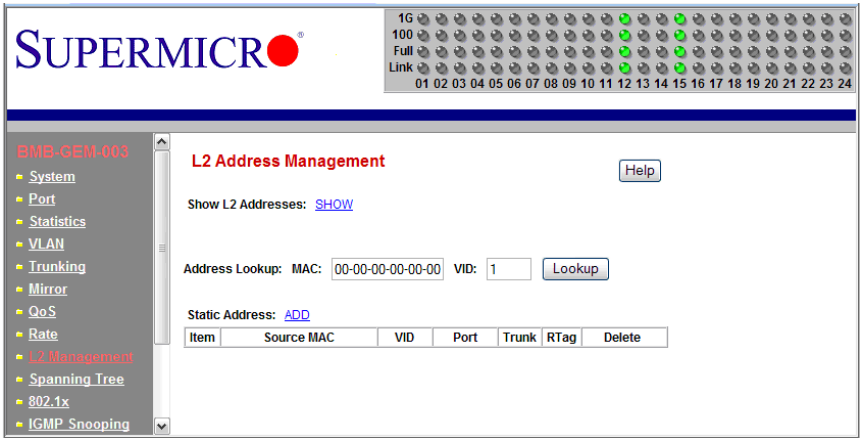 SUPERMICRO®
1G
100
Full
Link
01 02 03 04 05 06 07 08 09 10 11 12 13 14 15 16 17 18 19 20 21 22 23 24
BMB-GEM-003
System
Port
Statistics
VLAN
Trunking
Mirror
QoS
Rate
L2 Management
Spanning Tree
802.1x
IGMP Snooping
L2 Address Management
Help
Show L2 Addresses: SHOW
Address Lookup: MAC: 00-00-00-00-00-00 VID: 1 Lookup
Static Address: ADD
Item Source MAC VID Port Trunk RTag Delete